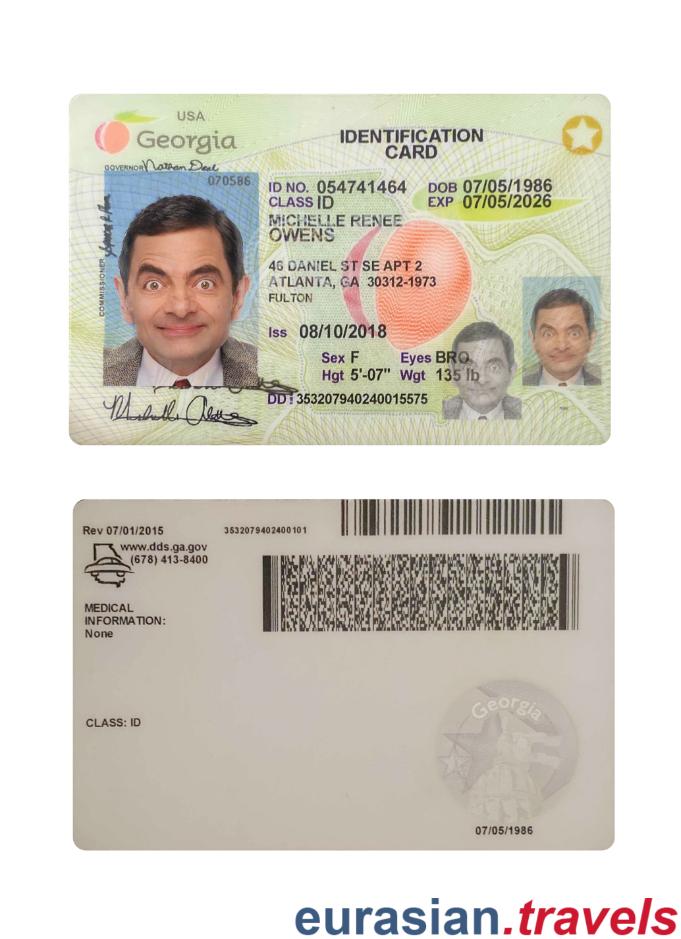 USA
Georgia
IDENTIFICATION
CARD
GOVERNOR Nathan Deal
070586
COMMISSIONER
ID NO. 054741464 DOB 07/05/1986
CLASS ID EXP 07/05/2026
MICHELLE RENEE
OWENS
46 DANIEL ST SE APT 2
ATLANTA, GA 30312-1973
FULTON
Iss 08/10/2018
Sex F Eyes BRO
Hgt 5'-07" Wgt 135 lb
DD: 353207940240015575
Rev 07/01/2015 3532079402400101
www.dds.ga.gov
(678) 413-8400
MEDICAL
INFORMATION:
None
CLASS: ID
Georgia
07/05/1986
eurasian.travels